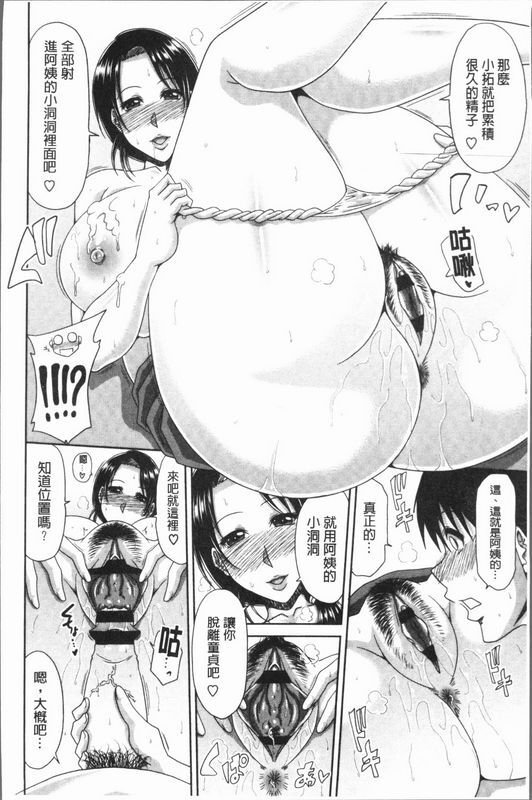 那麼
小拓就把累積
很久的精子♡
全部射
進阿姨的小洞洞裡面吧♡
咕啾
!!!?
這、這就是阿姨的…
真正的…
就用阿姨的
小洞洞
讓你
脫離童貞吧♡
來吧就這裡♡
嗯…
知道位置嗎?
咕
嗯,大概吧…